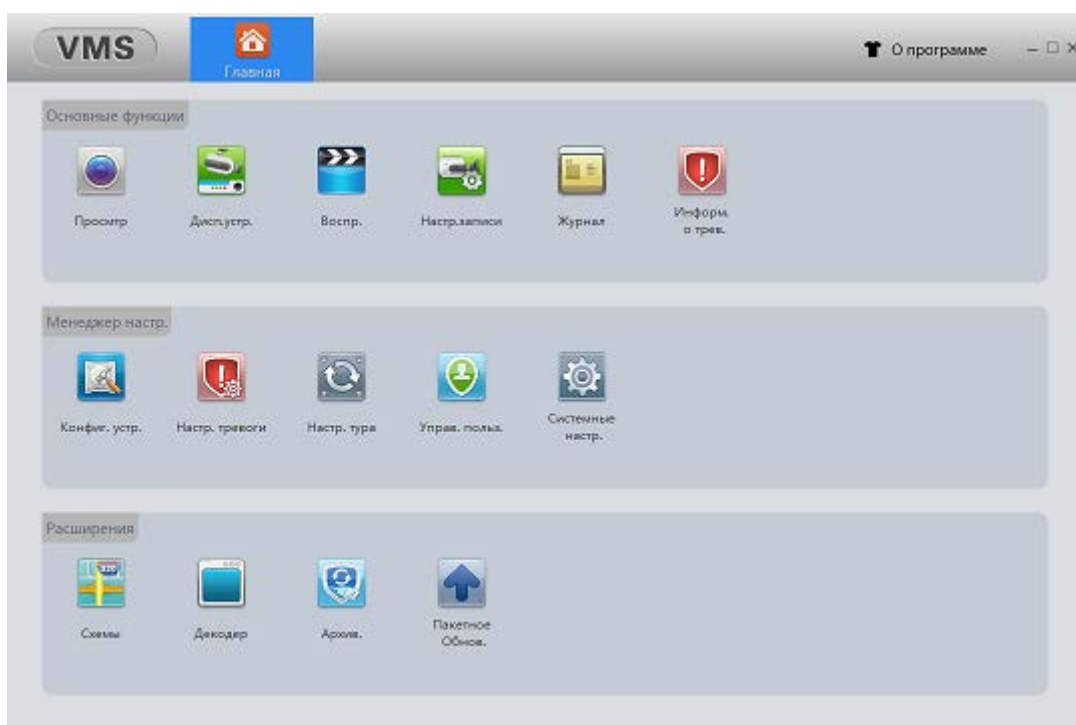 VMS
Главная
О программе
Основные функции
Просмтр
Дисп.устр.
Воспр.
Настр.записи
Журнал
Информ.
о трев.
Менеджер настр.
Конфиг. устр.
Настр. тревоги
Настр. тура
Управ. польз.
Системные
настр.
Расширения
Схемы
Декодер
Архив.
Пакетное
Обнов.